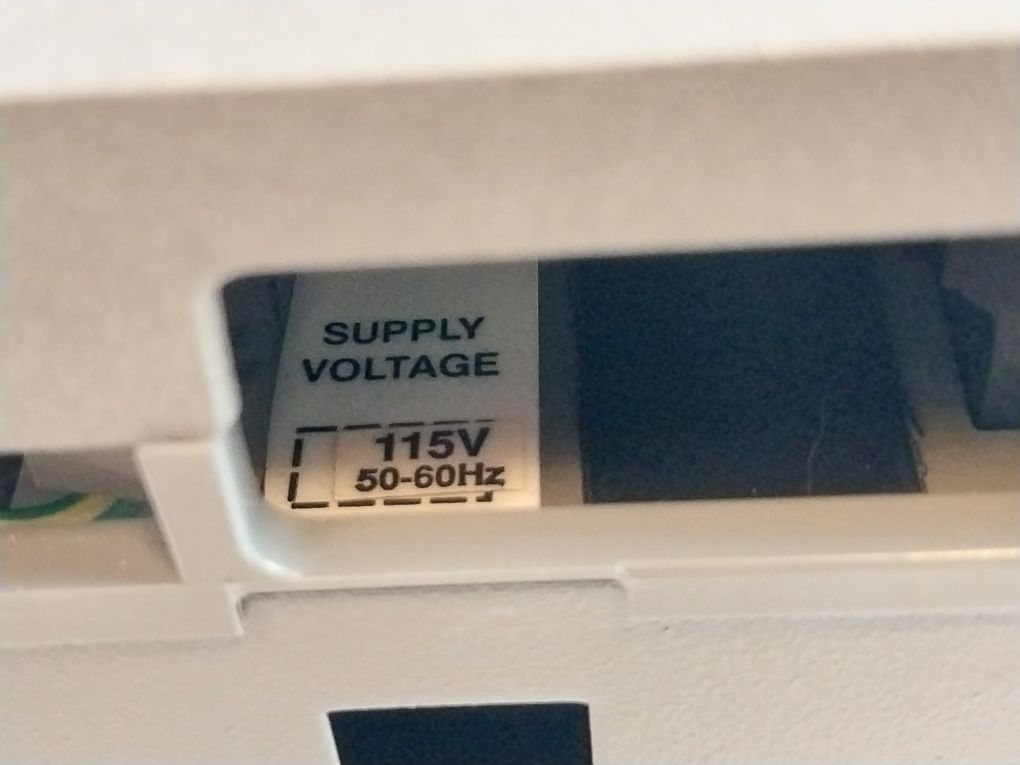 SUPPLY
VOLTAGE
115V
50-60Hz